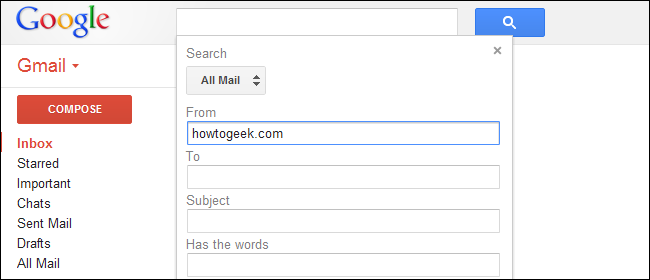 Google
Gmail
COMPOSE
Inbox
Starred
Important
Chats
Sent Mail
Drafts
All Mail
Search
All Mail
From
howtogeek.com
To
Subject
Has the words